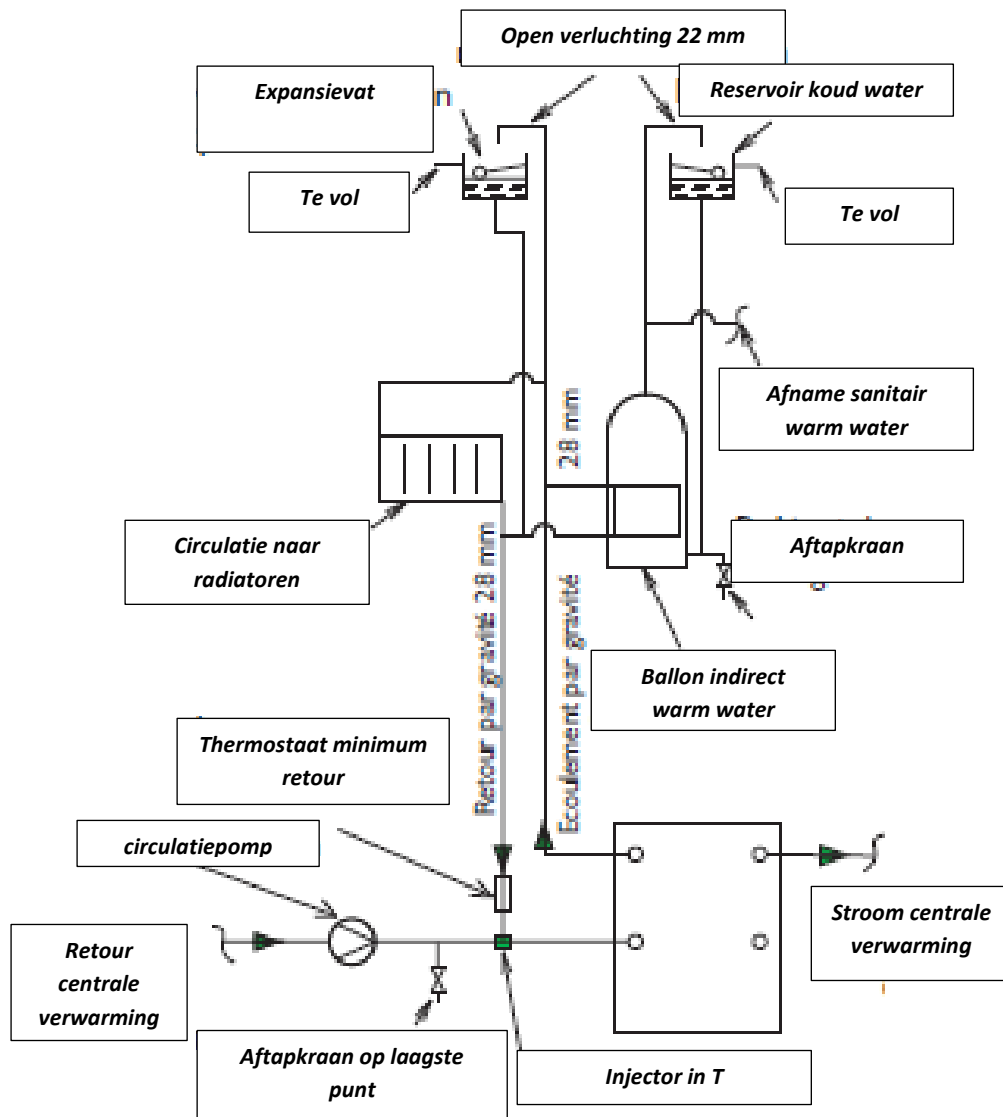 Open verluchting 22 mm
Expansievat
n
Reservoir koud water
Te vol
Te vol
Afname sanitair
warm water
28 mm
Circulatie naar
radiatoren
Aftapkraan
Retour par gravité 28 mm
Ecoulement par gravité
Ballon indirect
warm water
Thermostaat minimum
retour
circulatiepomp
Stroom centrale
verwarming
Retour
centrale
verwarming
Aftapkraan op laagste
punt
Injector in T